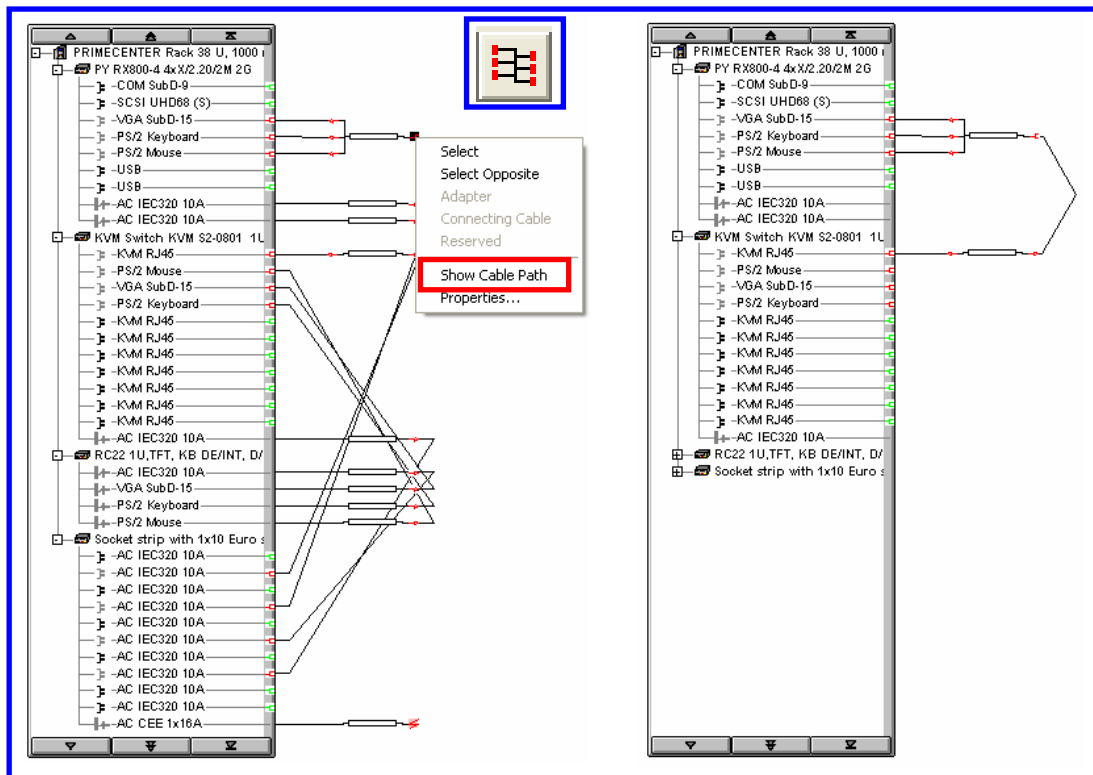 PRIMECENTER Rack 38 U, 1000
PY RX800-4 4xX/2.20/2M 2G
COM SubD-9
SCSI UHD68 (S)
VGA SubD-15
PS/2 Keyboard
PS/2 Mouse
USB
USB
AC IEC320 10A
AC IEC320 10A
KVM Switch KVM S2-0801 1U
KVM RJ45
PS/2 Mouse
VGA SubD-15
PS/2 Keyboard
KVM RJ45
KVM RJ45
KVM RJ45
KVM RJ45
KVM RJ45
KVM RJ45
KVM RJ45
AC IEC320 10A
RC22 1U,TFT, KB DE/INT, D/
AC IEC320 10A
VGA SubD-15
PS/2 Keyboard
PS/2 Mouse
Socket strip with 1x10 Euro
AC IEC320 10A
AC IEC320 10A
AC IEC320 10A
AC IEC320 10A
AC IEC320 10A
AC IEC320 10A
AC IEC320 10A
AC IEC320 10A
AC IEC320 10A
AC IEC320 10A
AC CEE 1x16A
Select
Select Opposite
Adapter
Connecting Cable
Reserved
Show Cable Path
Properties...
PRIMECENTER Rack 38 U, 1000
PY RX800-4 4xX/2.20/2M 2G
COM SubD-9
SCSI UHD68 (S)
VGA SubD-15
PS/2 Keyboard
PS/2 Mouse
USB
USB
AC IEC320 10A
AC IEC320 10A
KVM Switch KVM S2-0801 1U
KVM RJ45
PS/2 Mouse
VGA SubD-15
PS/2 Keyboard
KVM RJ45
KVM RJ45
KVM RJ45
KVM RJ45
KVM RJ45
KVM RJ45
KVM RJ45
AC IEC320 10A
RC22 1U,TFT, KB DE/INT, D/
Socket strip with 1x10 Euro